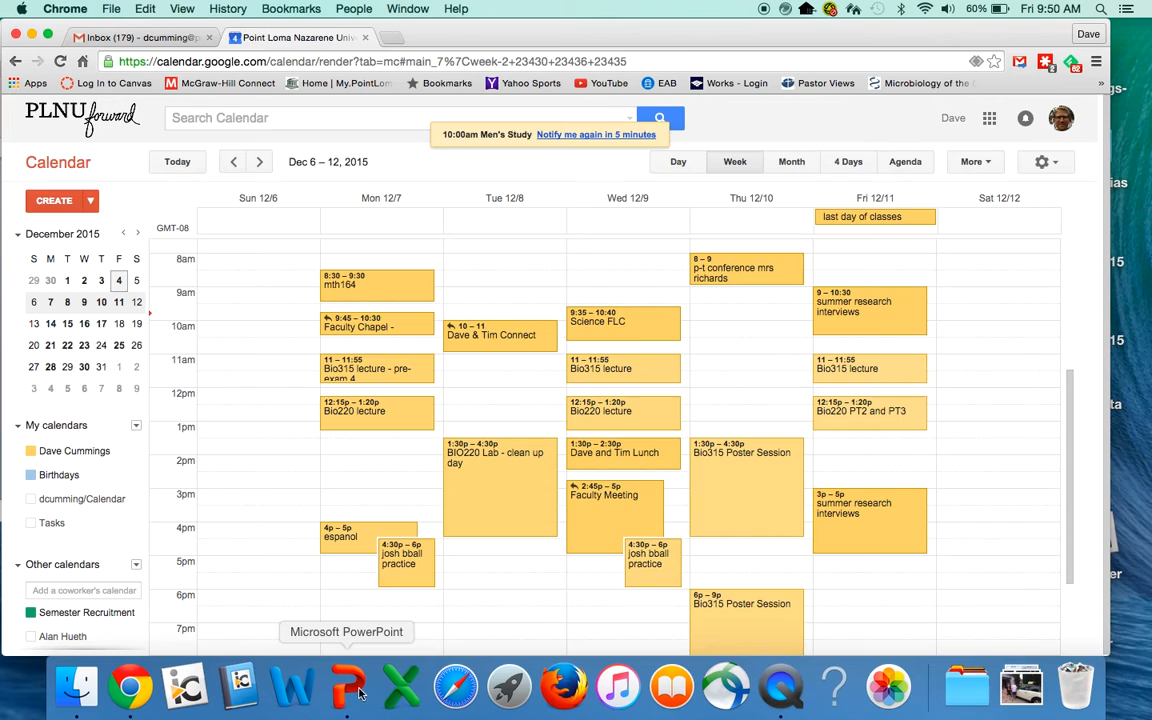 Chrome File Edit View History Bookmarks People Window Help 60% Fri 9:50 AM
Inbox (179) - dcumming@p
Point Loma Nazarene Univ
Dave
https://calendar.google.com/calendar/render?tab=mc#main_7%7Cweek-2+23430+23436+23435
Apps Log In to Canvas McGraw-Hill Connect Home | My.PointLom Bookmarks Yahoo Sports YouTube EAB Works - Login Pastor Views Microbiology of the
PLNU forward
Search Calendar
Dave
10:00am Men's Study Notify me again in 5 minutes
Calendar
Today
Dec 6 – 12, 2015
Day Week Month 4 Days Agenda More
CREATE
December 2015
S M T W T F S
29 30 1 2 3 4 5
6 7 8 9 10 11 12
13 14 15 16 17 18 19
20 21 22 23 24 25 26
27 28 29 30 31 1 2
3 4 5 6 7 8 9
My calendars
Dave Cummings
Birthdays
dcumming/Calendar
Tasks
Other calendars
Add a coworker's calendar
Semester Recruitment
Alan Hueth
Sun 12/6 Mon 12/7 Tue 12/8 Wed 12/9 Thu 12/10 Fri 12/11 Sat 12/12
GMT-08
last day of classes
8am
9am
10am
11am
12pm
1pm
2pm
3pm
4pm
5pm
6pm
7pm
8:30 – 9:30
mth164
9:45 – 10:30
Faculty Chapel -
11 – 11:55
Bio315 lecture - pre-
exam 4
12:15p – 1:20p
Bio220 lecture
4p – 5p
espanol
4:30p – 6p
josh bball
practice
10 – 11
Dave & Tim Connect
1:30p – 4:30p
BIO220 Lab - clean up
day
9:35 – 10:40
Science FLC
11 – 11:55
Bio315 lecture
12:15p – 1:20p
Bio220 lecture
1:30p – 2:30p
Dave and Tim Lunch
2:45p – 5p
Faculty Meeting
4:30p – 6p
josh bball
practice
8 – 9
p-t conference mrs
richards
1:30p – 4:30p
Bio315 Poster Session
6p – 9p
Bio315 Poster Session
9 – 10:30
summer research
interviews
11 – 11:55
Bio315 lecture
12:15p – 1:20p
Bio220 PT2 and PT3
3p – 5p
summer research
interviews
Microsoft PowerPoint